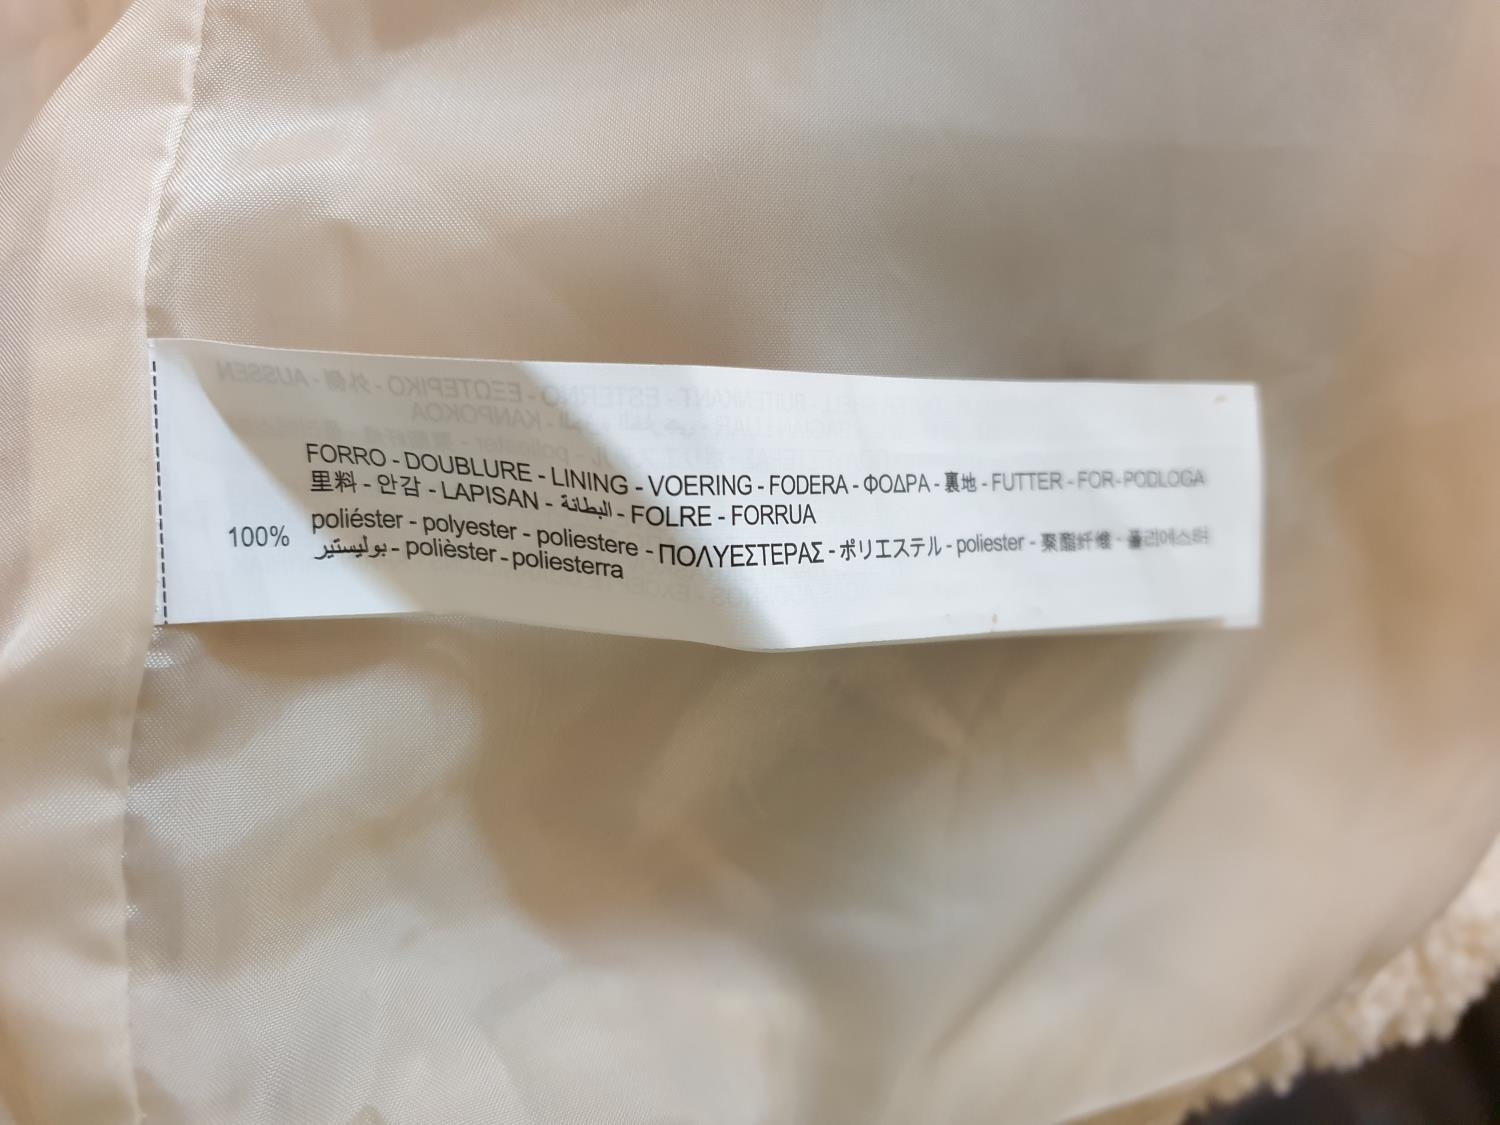 FORRO - DOUBLURE - LINING - VOERING - FODERA - ΦΟΔΡΑ - 裏地 - FUTTER - FOR - PODLOGA
里料 - 안감 - LAPISAN - البطانة - FOLRE - FORRUA
100% poliéster - polyester - poliestere - ΠΟΛΥΕΣΤΕΡΑΣ - ポリエステル - poliester - 聚酯纤维 - 폴리에스터
بوليستير - polièster - poliesterra